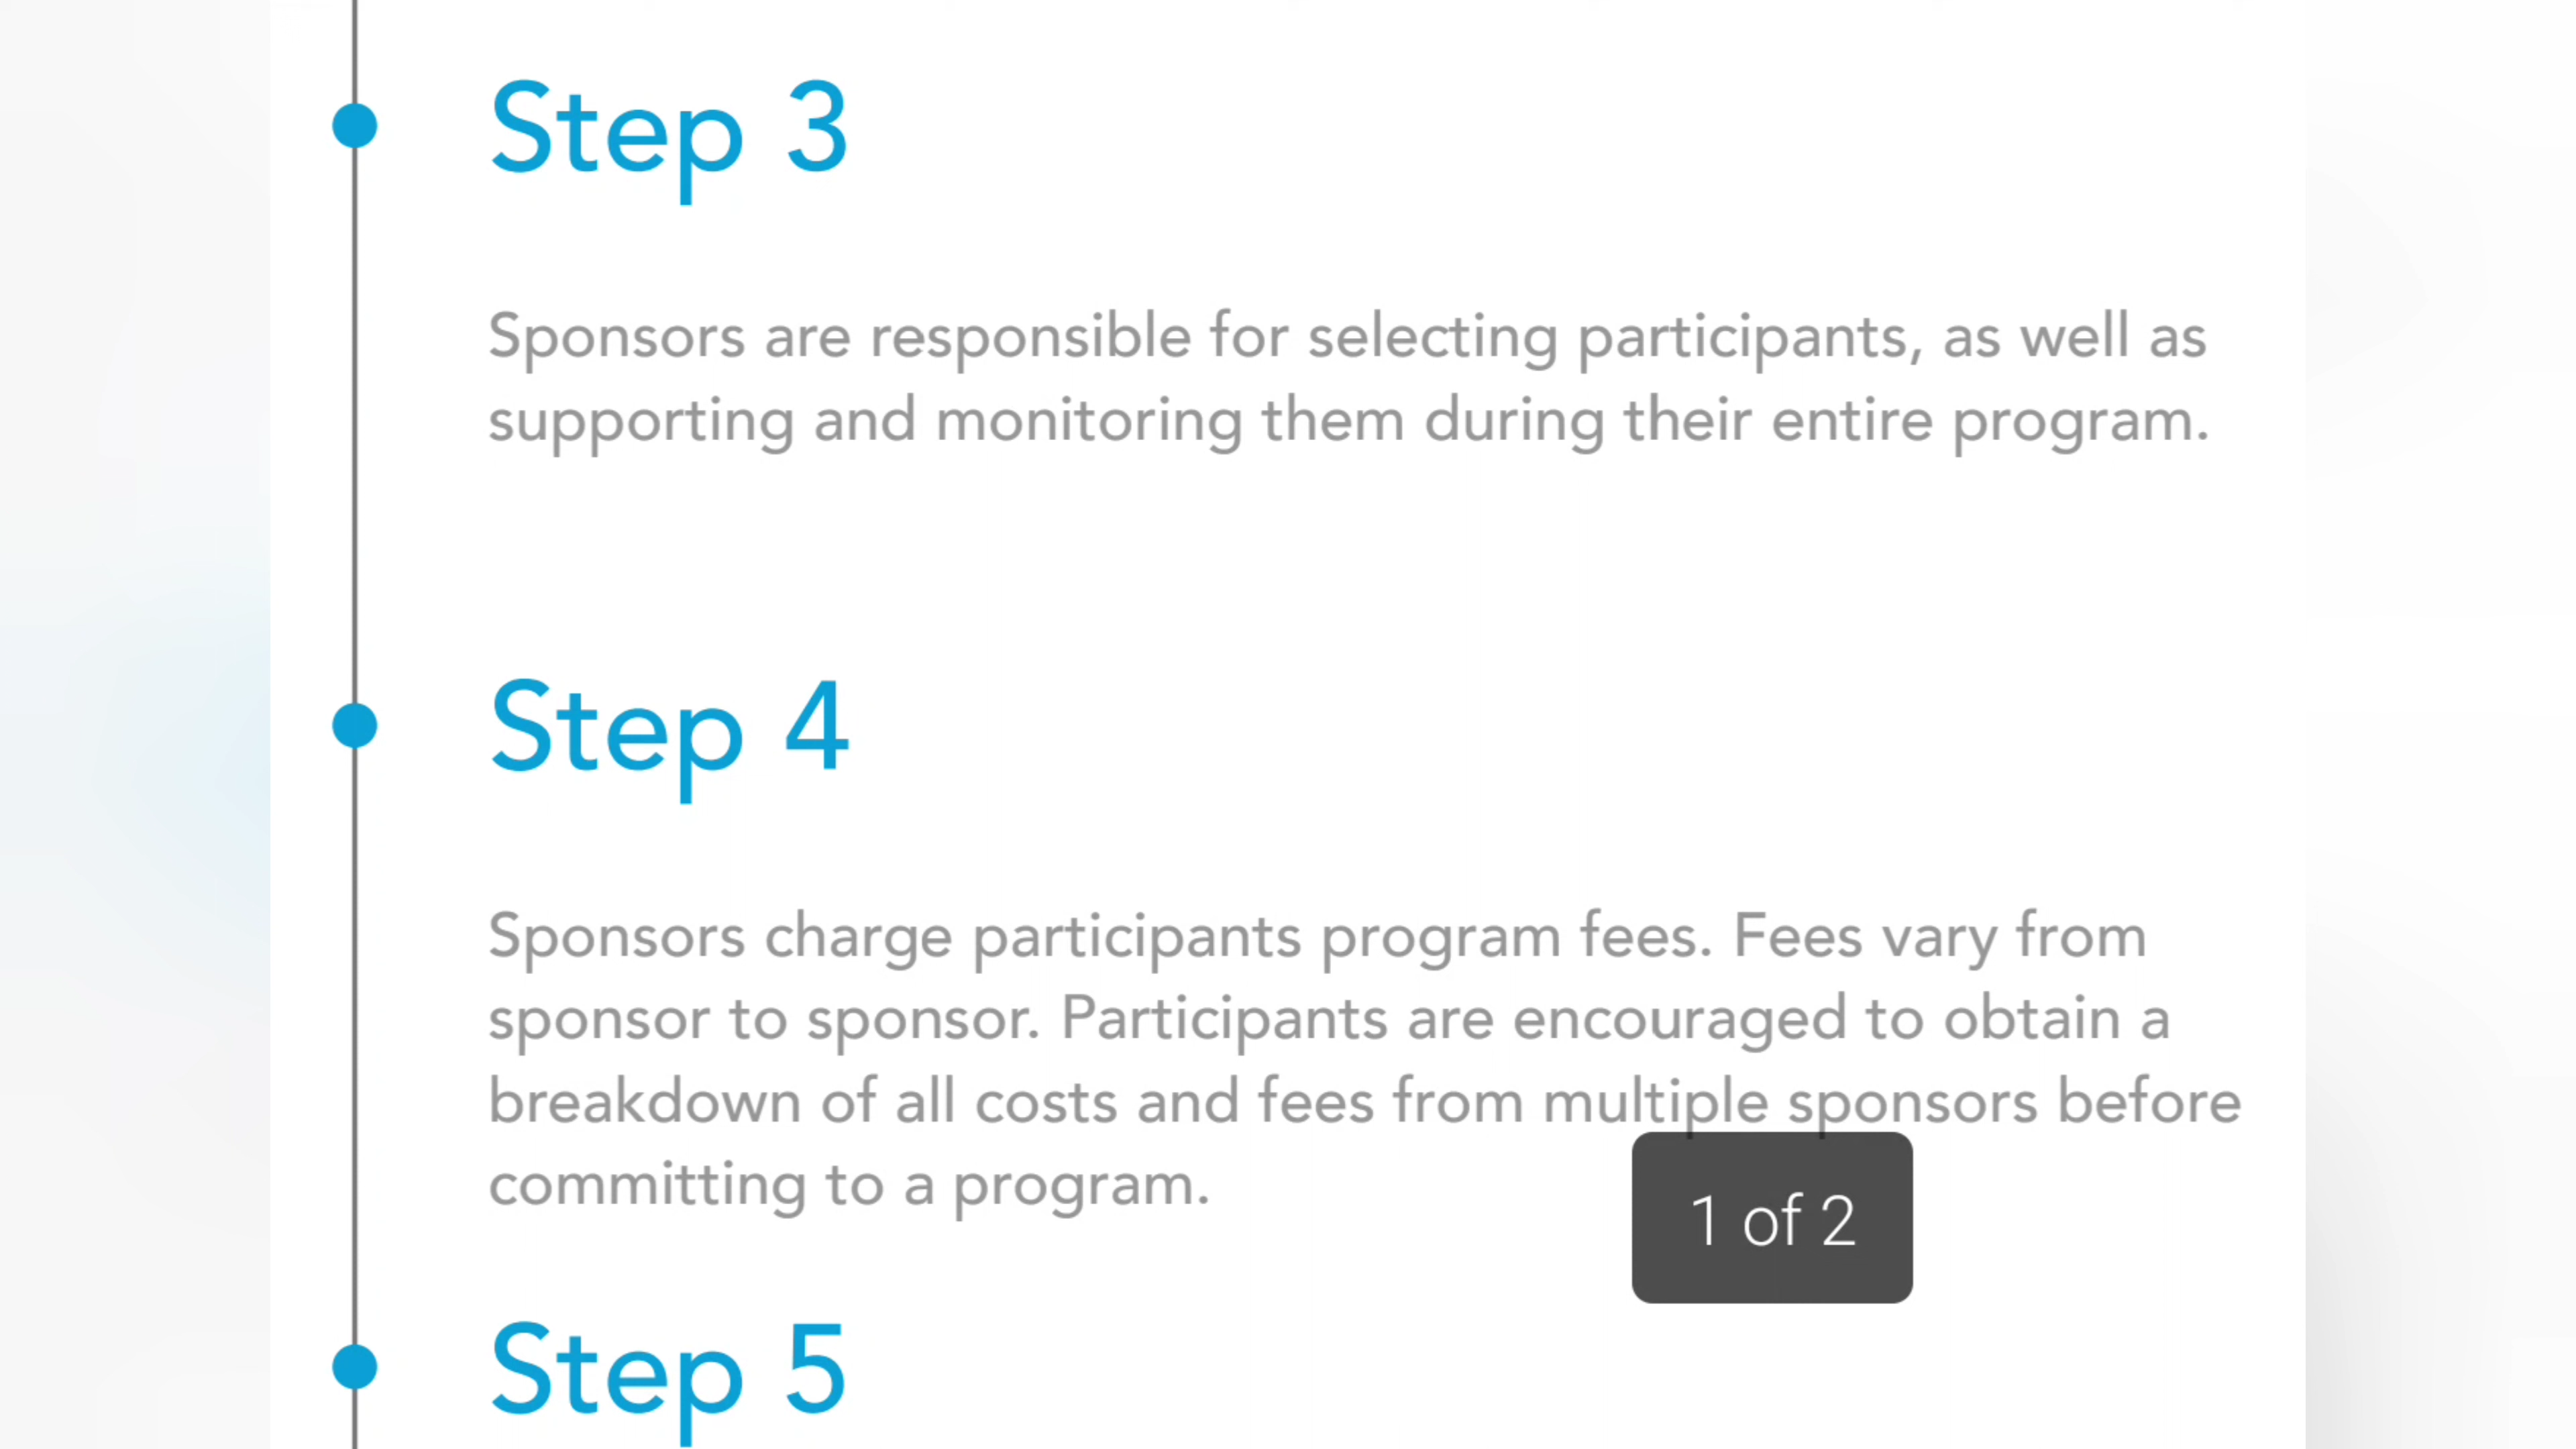 Step 3
Sponsors are responsible for selecting participants, as well as
supporting and monitoring them during their entire program.
Step 4
Sponsors charge participants program fees. Fees vary from
sponsor to sponsor. Participants are encouraged to obtain a
breakdown of all costs and fees from multiple sponsors before
committing to a program.
1 of 2
Step 5